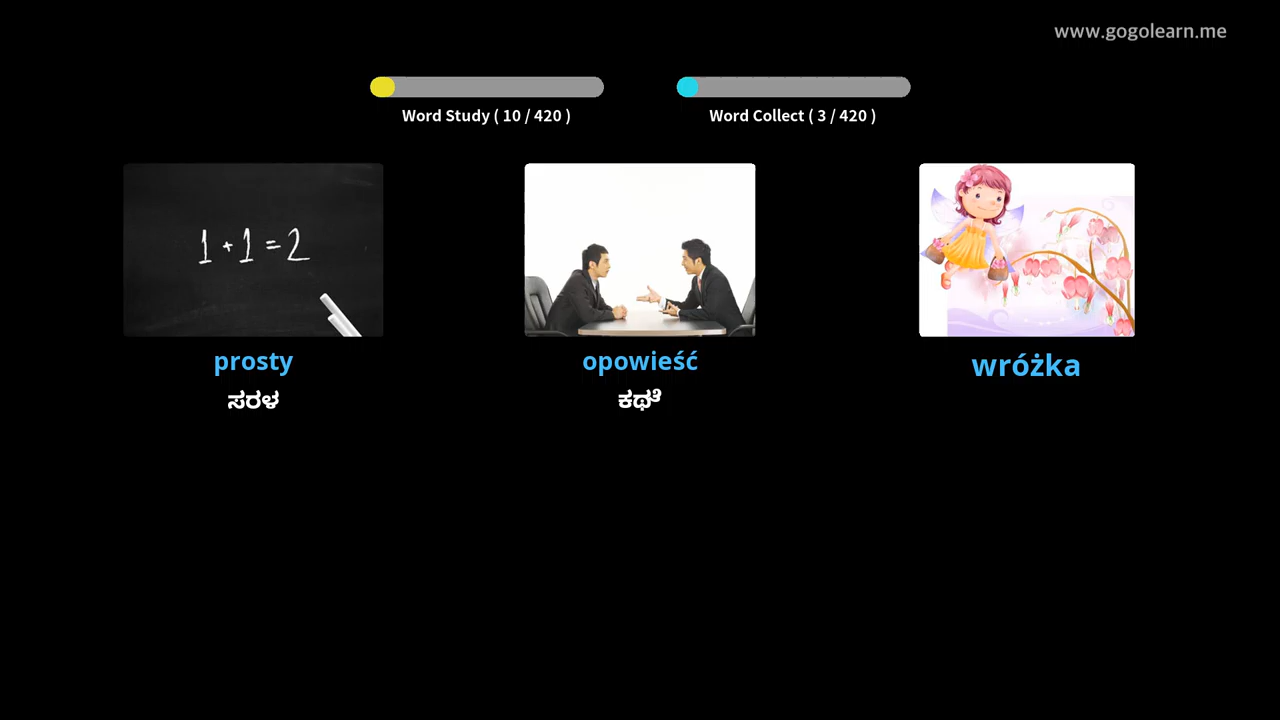 www.gogolearn.me
Word Study ( 10 / 420 )
Word Collect ( 3 / 420 )
1 + 1 = 2
prosty
opowieść
wróżka
ಸರಳ
ಕಥೆ